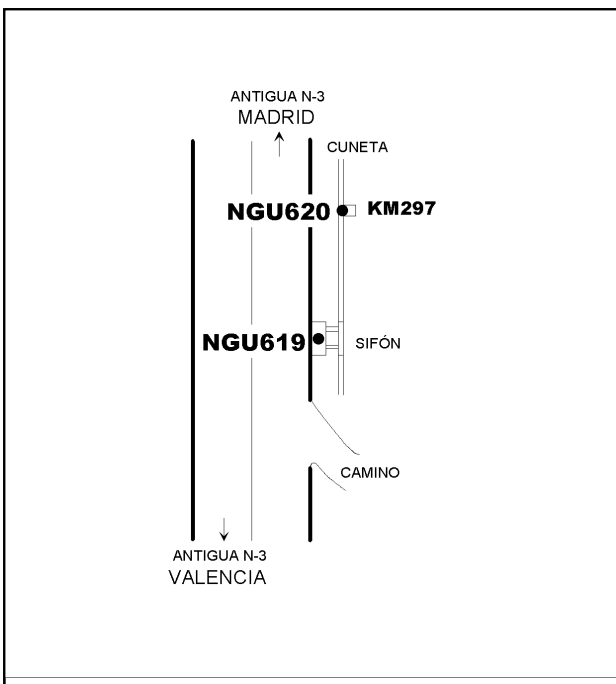 ANTIGUA N-3
MADRID
CUNETA
NGU620
KM297
NGU619
SIFÓN
CAMINO
ANTIGUA N-3
VALENCIA